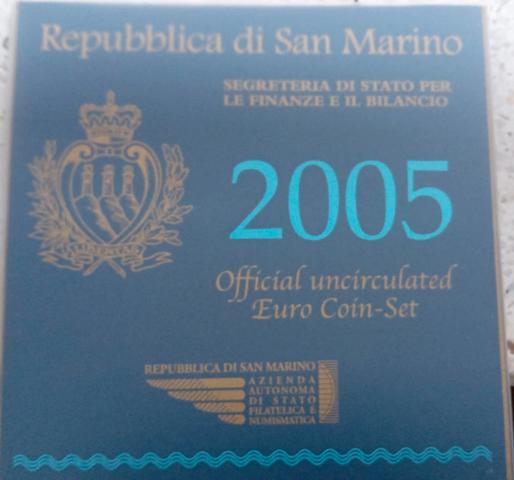 Repubblica di San Marino
SEGRETERIA DI STATO PER
LE FINANZE E IL BILANCIO
2005
LIBERTAS
Official uncirculated
Euro Coin-Set
REPUBBLICA DI SAN MARINO
AZIENDA
AUTONOMA
DI STATO
FILATELICA E
NUMISMATICA